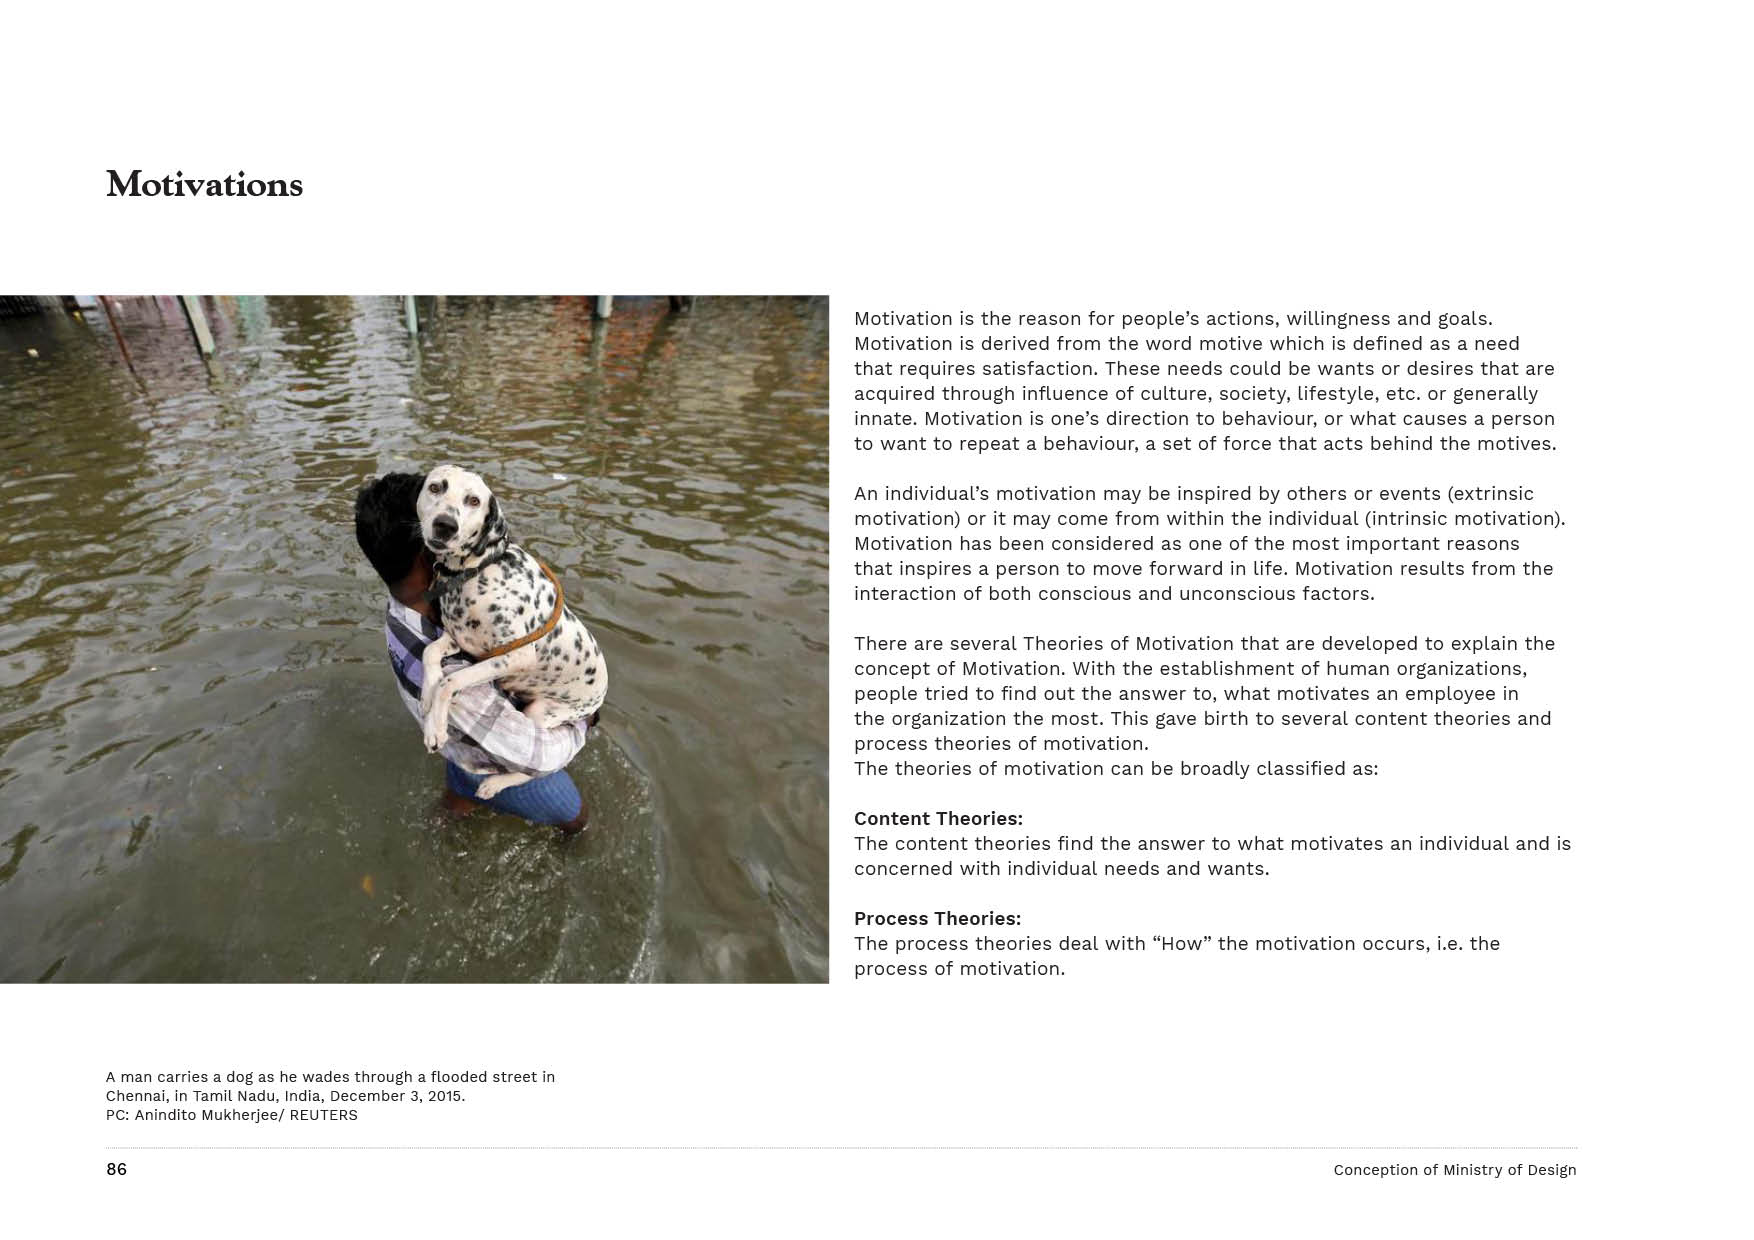 Motivations
Motivation is the reason for people’s actions, willingness and goals.
Motivation is derived from the word motive which is defined as a need
that requires satisfaction. These needs could be wants or desires that are
acquired through influence of culture, society, lifestyle, etc. or generally
innate. Motivation is one’s direction to behaviour, or what causes a person
to want to repeat a behaviour, a set of force that acts behind the motives.
An individual’s motivation may be inspired by others or events (extrinsic
motivation) or it may come from within the individual (intrinsic motivation).
Motivation has been considered as one of the most important reasons
that inspires a person to move forward in life. Motivation results from the
interaction of both conscious and unconscious factors.
There are several Theories of Motivation that are developed to explain the
concept of Motivation. With the establishment of human organizations,
people tried to find out the answer to, what motivates an employee in
the organization the most. This gave birth to several content theories and
process theories of motivation.
The theories of motivation can be broadly classified as:
Content Theories:
The content theories find the answer to what motivates an individual and is
concerned with individual needs and wants.
Process Theories:
The process theories deal with “How” the motivation occurs, i.e. the
process of motivation.
A man carries a dog as he wades through a flooded street in
Chennai, in Tamil Nadu, India, December 3, 2015.
PC: Anindito Mukherjee/ REUTERS
86
Conception of Ministry of Design